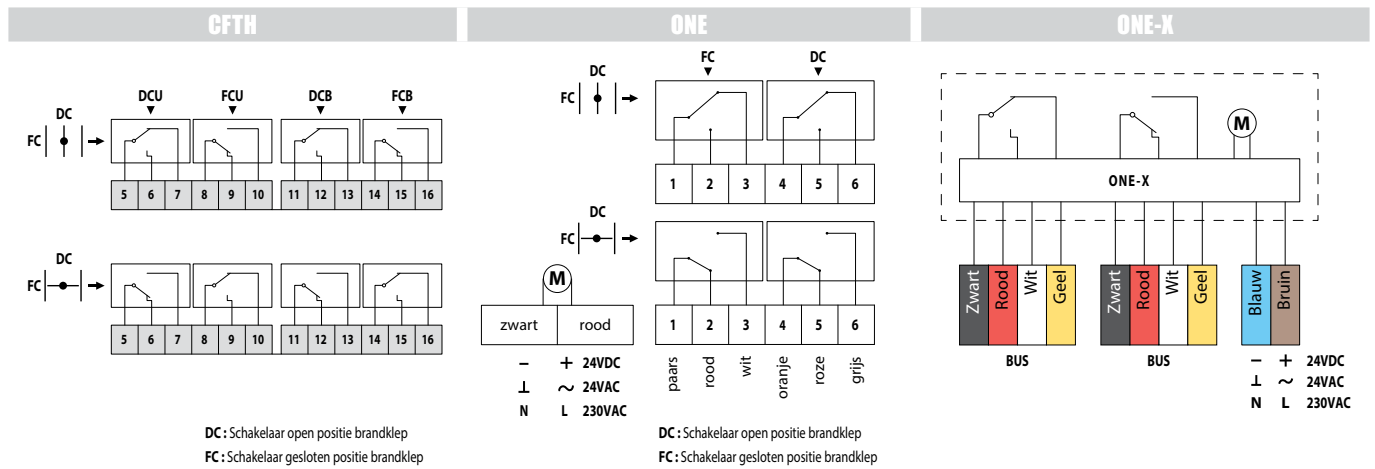 CFTH
DC
FC
DCU FCU DCB FCB
5 6 7 8 9 10 11 12 13 14 15 16
DC
FC
5 6 7 8 9 10 11 12 13 14 15 16
DC : Schakelaar open positie brandklep
FC : Schakelaar gesloten positie brandklep
ONE
DC
FC
FC DC
1 2 3 4 5 6
DC
FC
M
zwart rood
− + 24VDC
⊥ ~ 24VAC
N L 230VAC
1 2 3 4 5 6
paars rood wit oranje roze grijs
DC : Schakelaar open positie brandklep
FC : Schakelaar gesloten positie brandklep
ONE-X
M
ONE-X
Zwart Rood Wit Geel
BUS
Zwart Rood Wit Geel
BUS
Blauw Bruin
− + 24VDC
⊥ ~ 24VAC
N L 230VAC